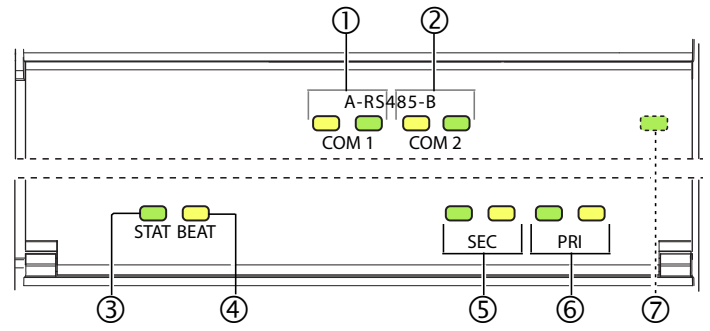 ① ②
A-RS485-B
COM 1 COM 2
STAT BEAT SEC PRI
③ ④ ⑤ ⑥ ⑦